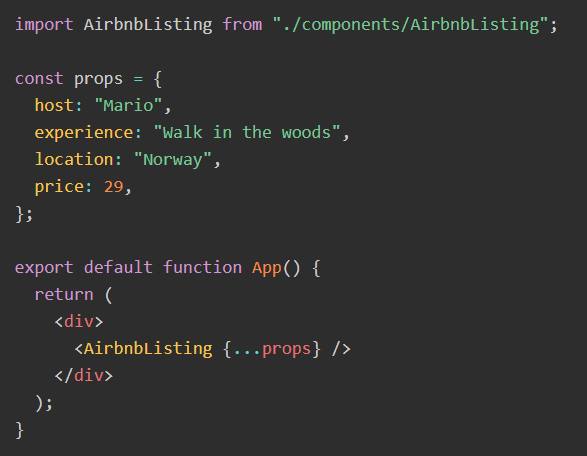 import AirbnbListing from "./components/AirbnbListing";

const props = {
  host: "Mario",
  experience: "Walk in the woods",
  location: "Norway",
  price: 29,
};

export default function App() {
  return (
    <div>
      <AirbnbListing {...props} />
    </div>
  );
}